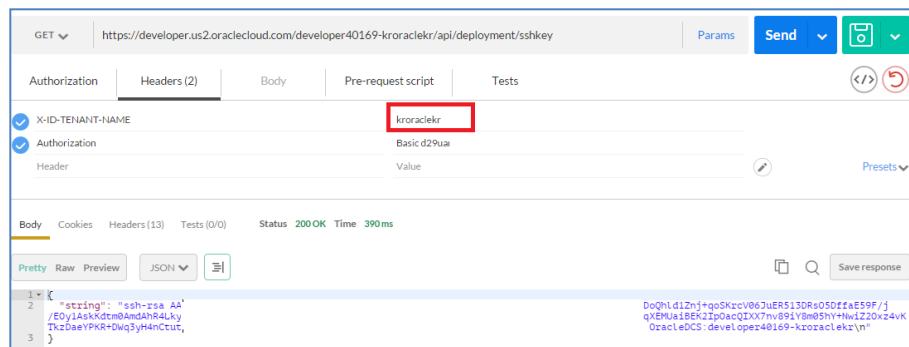 GET https://developer.us2.oraclecloud.com/developer40169-kroraclekr/api/deployment/sshkey Params Send
Authorization Headers (2) Body Pre-request script Tests
X-ID-TENANT-NAME kroraclekr
Authorization Basic d29ua
Header Value Presets
Body Cookies Headers (13) Tests (0/0) Status 200 OK Time 390 ms
Pretty Raw Preview JSON Save response
1 {
2 "string": "ssh-rsa AA DoQhld1Znj+qoSKrcV06JuER513DRsO5DffaE59F/j
/EOy1AskKdtm0AmdAhR4Lky qXEMUaiBEK2IpOacQIXX7nv89iY8m05hY+NwiZ2Oxz4vK
TkzDaeYPKR+DWq3yH4nCtut, OracleDCS:developer40169-kroraclekr\n"
3 }